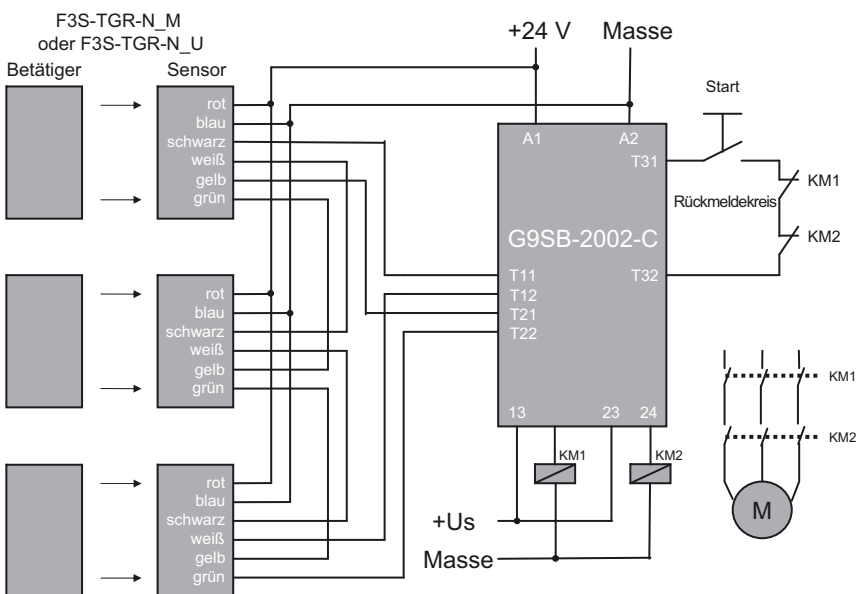 F3S-TGR-N_M
oder F3S-TGR-N_U
Betätiger
Sensor
rot
blau
schwarz
weiß
gelb
grün
rot
blau
schwarz
weiß
gelb
grün
rot
blau
schwarz
weiß
gelb
grün
+24 V
Masse
A1
A2
T31
G9SB-2002-C
T11
T12
T21
T22
T32
13
23
24
Start
KM1
Rückmeldekreis
KM2
KM1
KM2
+Us
Masse
KM1
KM2
M